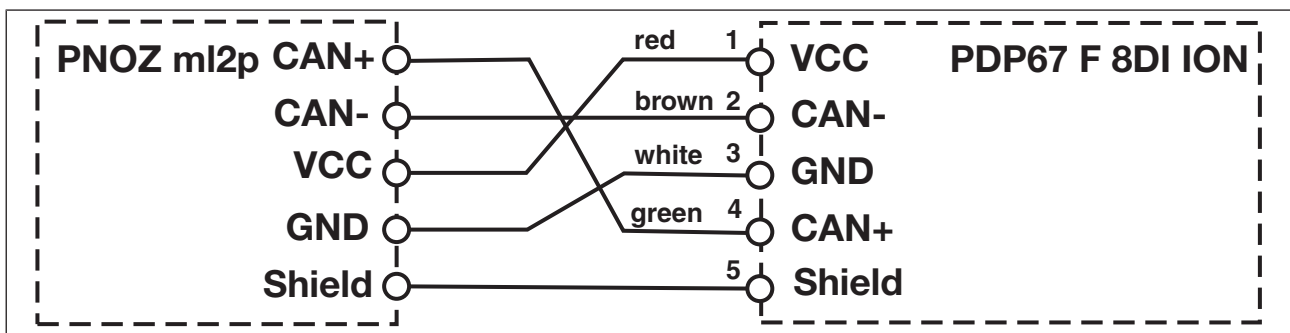 PNOZ ml2p CAN+ red 1 VCC PDP67 F 8DI ION
CAN- brown 2 CAN-
VCC white 3 GND
GND green 4 CAN+
Shield 5 Shield